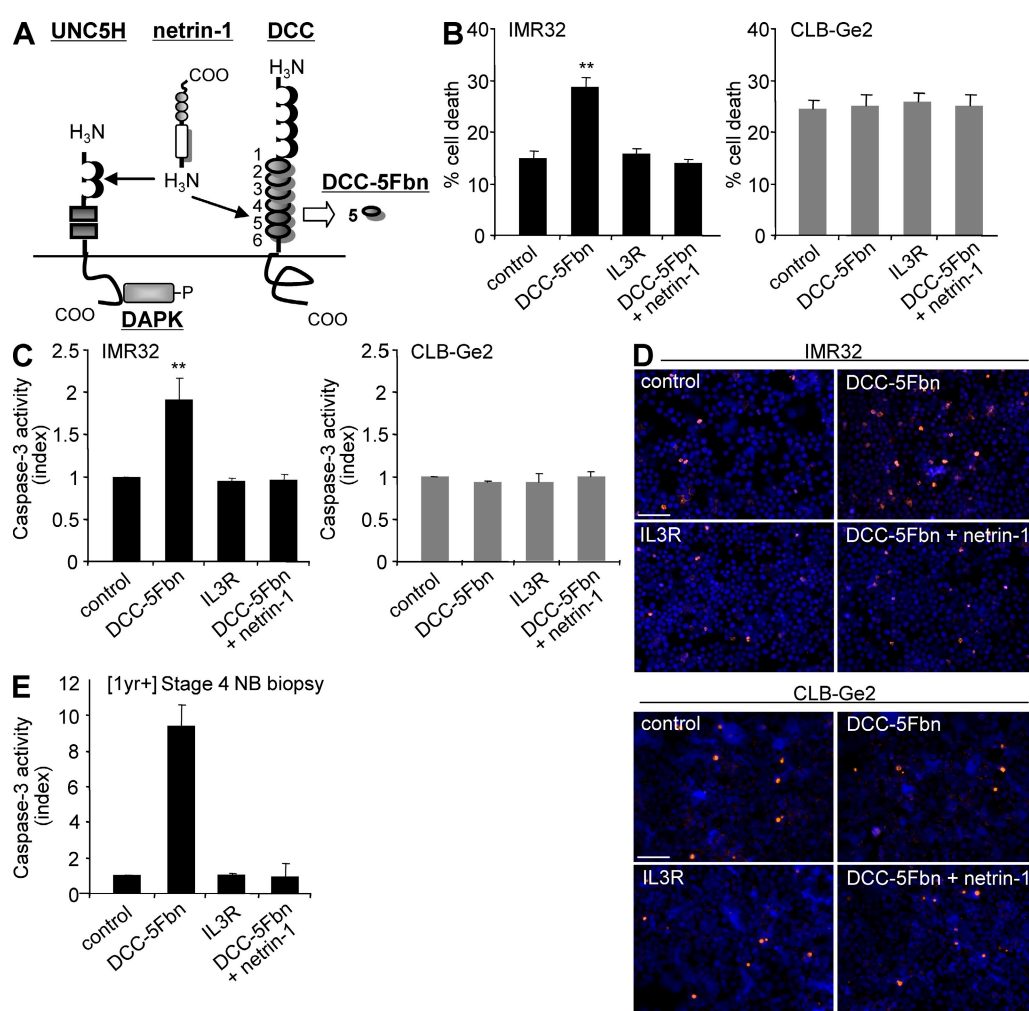 A
UNC5H netrin-1 DCC
H3N
COO
H3N
H3N
1
2
3
4
5
6
DCC-5Fbn
5
P
COO
DAPK
COO
B
IMR32
% cell death
40
30
20
10
0
**
control
DCC-5Fbn
IL3R
DCC-5Fbn
+ netrin-1
CLB-Ge2
% cell death
40
30
20
10
0
control
DCC-5Fbn
IL3R
DCC-5Fbn
+ netrin-1
C
IMR32
Caspase-3 activity
(index)
2.5
2
1.5
1
0.5
0
**
control
DCC-5Fbn
IL3R
DCC-5Fbn
+ netrin-1
CLB-Ge2
Caspase-3 activity
(index)
2.5
2
1.5
1
0.5
0
control
DCC-5Fbn
IL3R
DCC-5Fbn
+ netrin-1
D
IMR32
control
DCC-5Fbn
IL3R
DCC-5Fbn + netrin-1
CLB-Ge2
control
DCC-5Fbn
IL3R
DCC-5Fbn + netrin-1
E
[1yr+] Stage 4 NB biopsy
Caspase-3 activity
(index)
12
10
8
6
4
2
0
control
DCC-5Fbn
IL3R
DCC-5Fbn
+ netrin-1